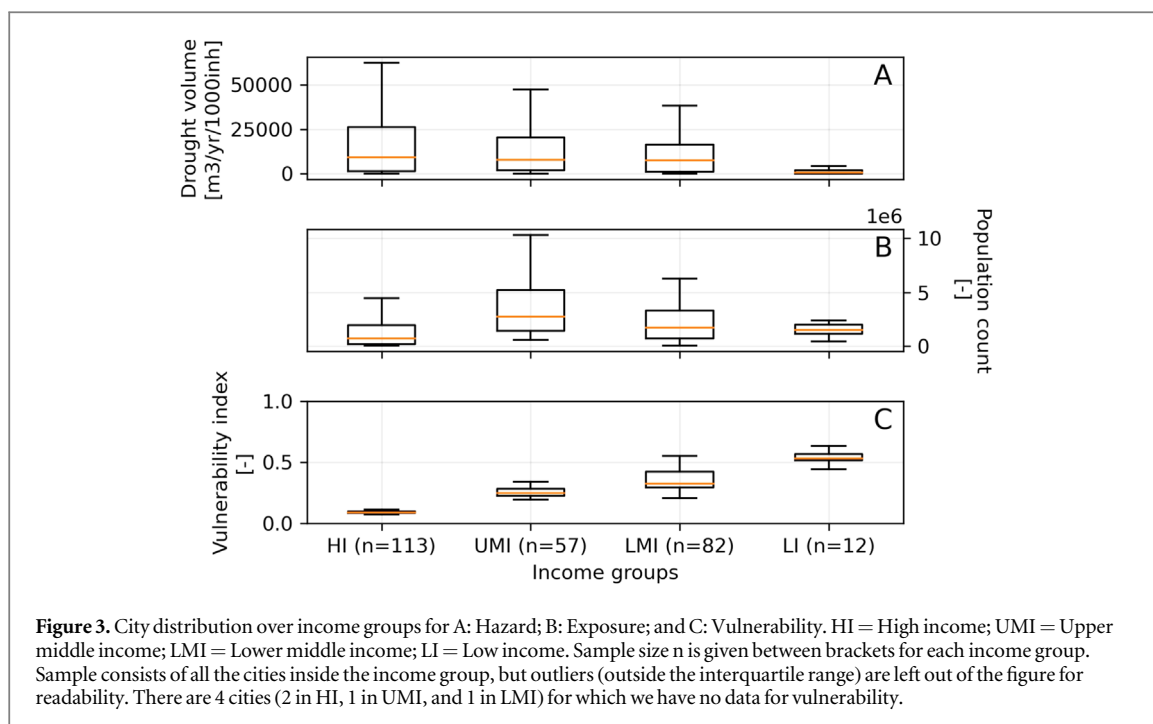 Drought volume
[m3/yr/1000inh]
50000
25000
0
A
1e6
B
10
5
0
Population count
[-]
Vulnerability index
[-]
1.0
0.5
0.0
C
HI (n=113) UMI (n=57) LMI (n=82) LI (n=12)
Income groups
Figure 3. City distribution over income groups for A: Hazard; B: Exposure; and C: Vulnerability. HI = High income; UMI = Upper
middle income; LMI = Lower middle income; LI = Low income. Sample size n is given between brackets for each income group.
Sample consists of all the cities inside the income group, but outliers (outside the interquartile range) are left out of the figure for
readability. There are 4 cities (2 in HI, 1 in UMI, and 1 in LMI) for which we have no data for vulnerability.